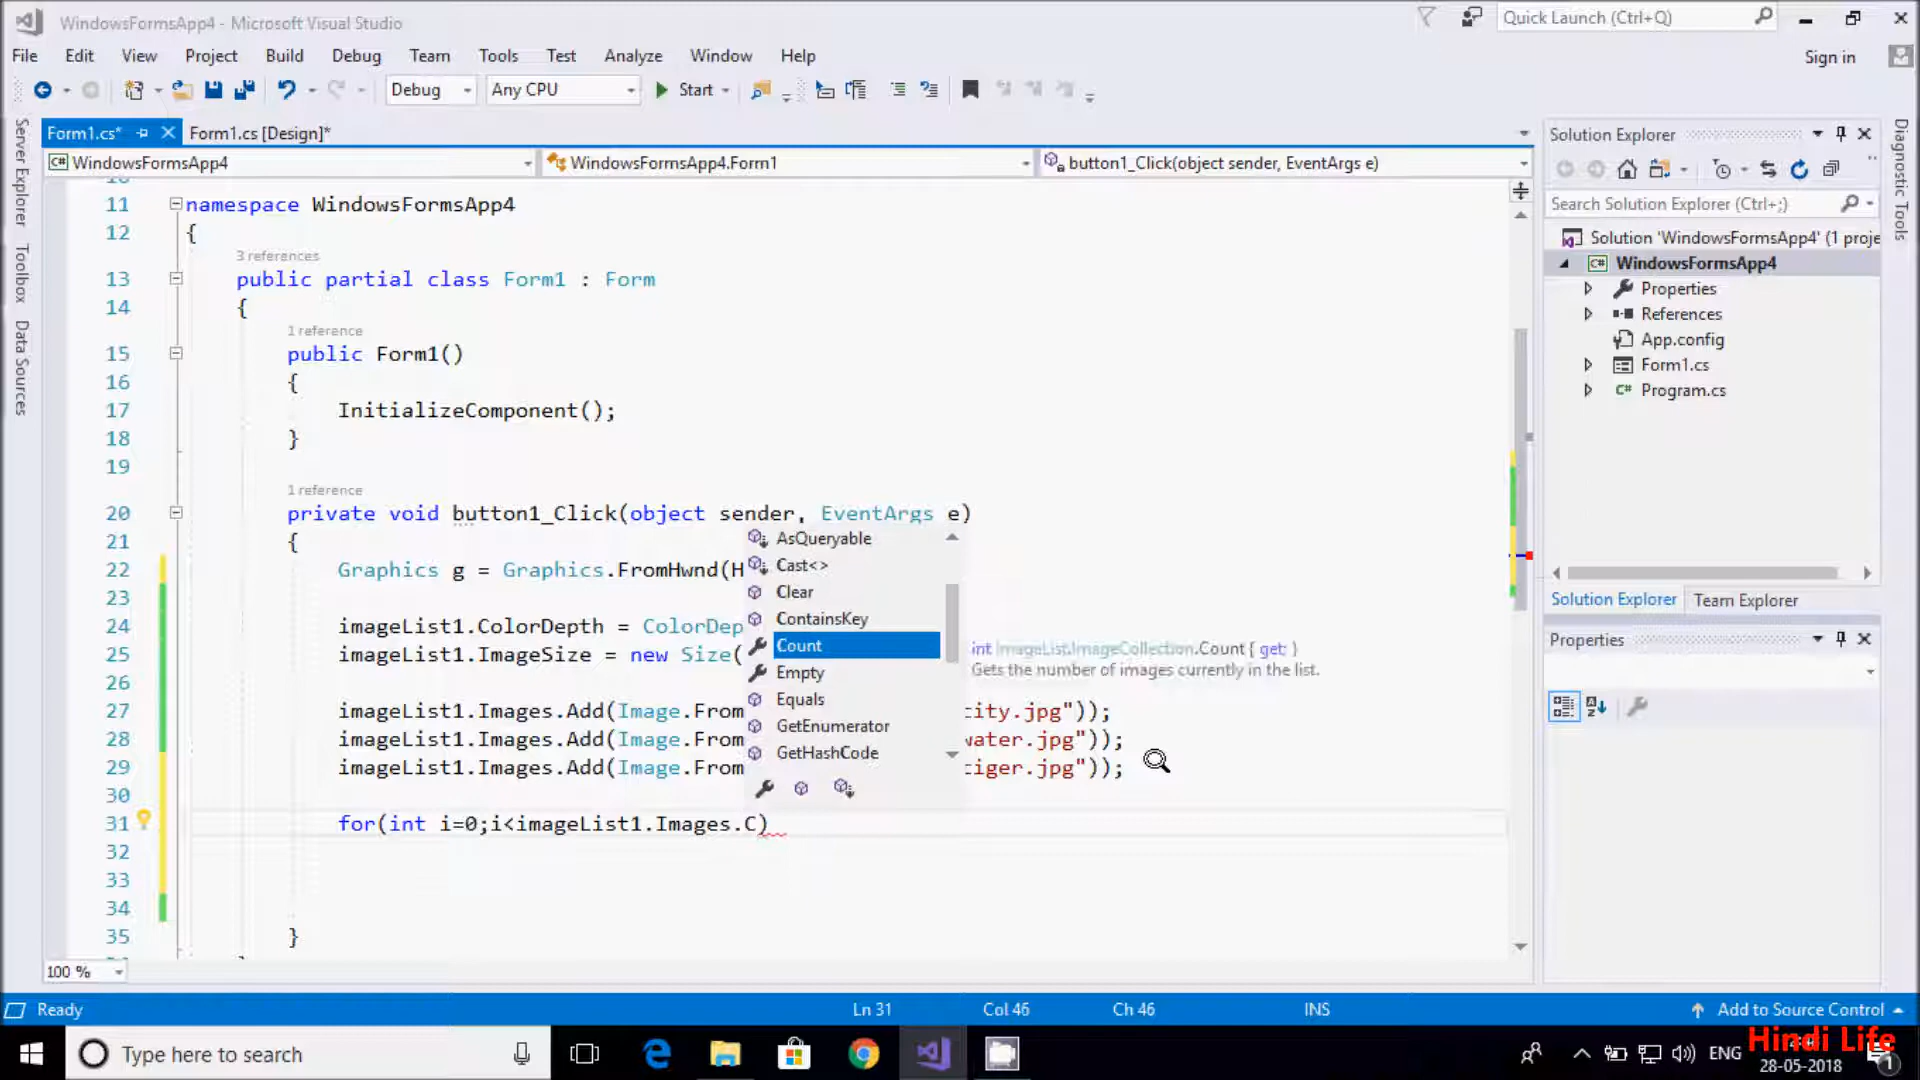 WindowsFormsApp4 - Microsoft Visual Studio
Quick Launch (Ctrl+Q)
File Edit View Project Build Debug Team Tools Test Analyze Window Help
Sign in
Debug Any CPU Start
Server Explorer
Toolbox
Data Sources
Form1.cs* Form1.cs [Design]*
C# WindowsFormsApp4 WindowsFormsApp4.Form1 button1_Click(object sender, EventArgs e)
11 namespace WindowsFormsApp4
12 {
3 references
13 public partial class Form1 : Form
14 {
1 reference
15 public Form1()
16 {
17 InitializeComponent();
18 }
19
1 reference
20 private void button1_Click(object sender, EventArgs e)
21 {
22 Graphics g = Graphics.FromHwnd(H
23
24 imageList1.ColorDepth = ColorDep
25 imageList1.ImageSize = new Size(
26
27 imageList1.Images.Add(Image.From city.jpg"));
28 imageList1.Images.Add(Image.From water.jpg"));
29 imageList1.Images.Add(Image.From tiger.jpg"));
30
31 for(int i=0;i<imageList1.Images.C)
32
33
34
35 }
AsQueryable
Cast<>
Clear
ContainsKey
Count
Empty
Equals
GetEnumerator
GetHashCode
int ImageList.ImageCollection.Count { get; }
Gets the number of images currently in the list.
100 %
Solution Explorer
Search Solution Explorer (Ctrl+;)
Solution 'WindowsFormsApp4' (1 proje
C# WindowsFormsApp4
Properties
References
App.config
Form1.cs
C# Program.cs
Solution Explorer Team Explorer
Properties
Diagnostic Tools
Ready Ln 31 Col 46 Ch 46 INS Add to Source Control
Type here to search
ENG
28-05-2018
1
Hindi Life